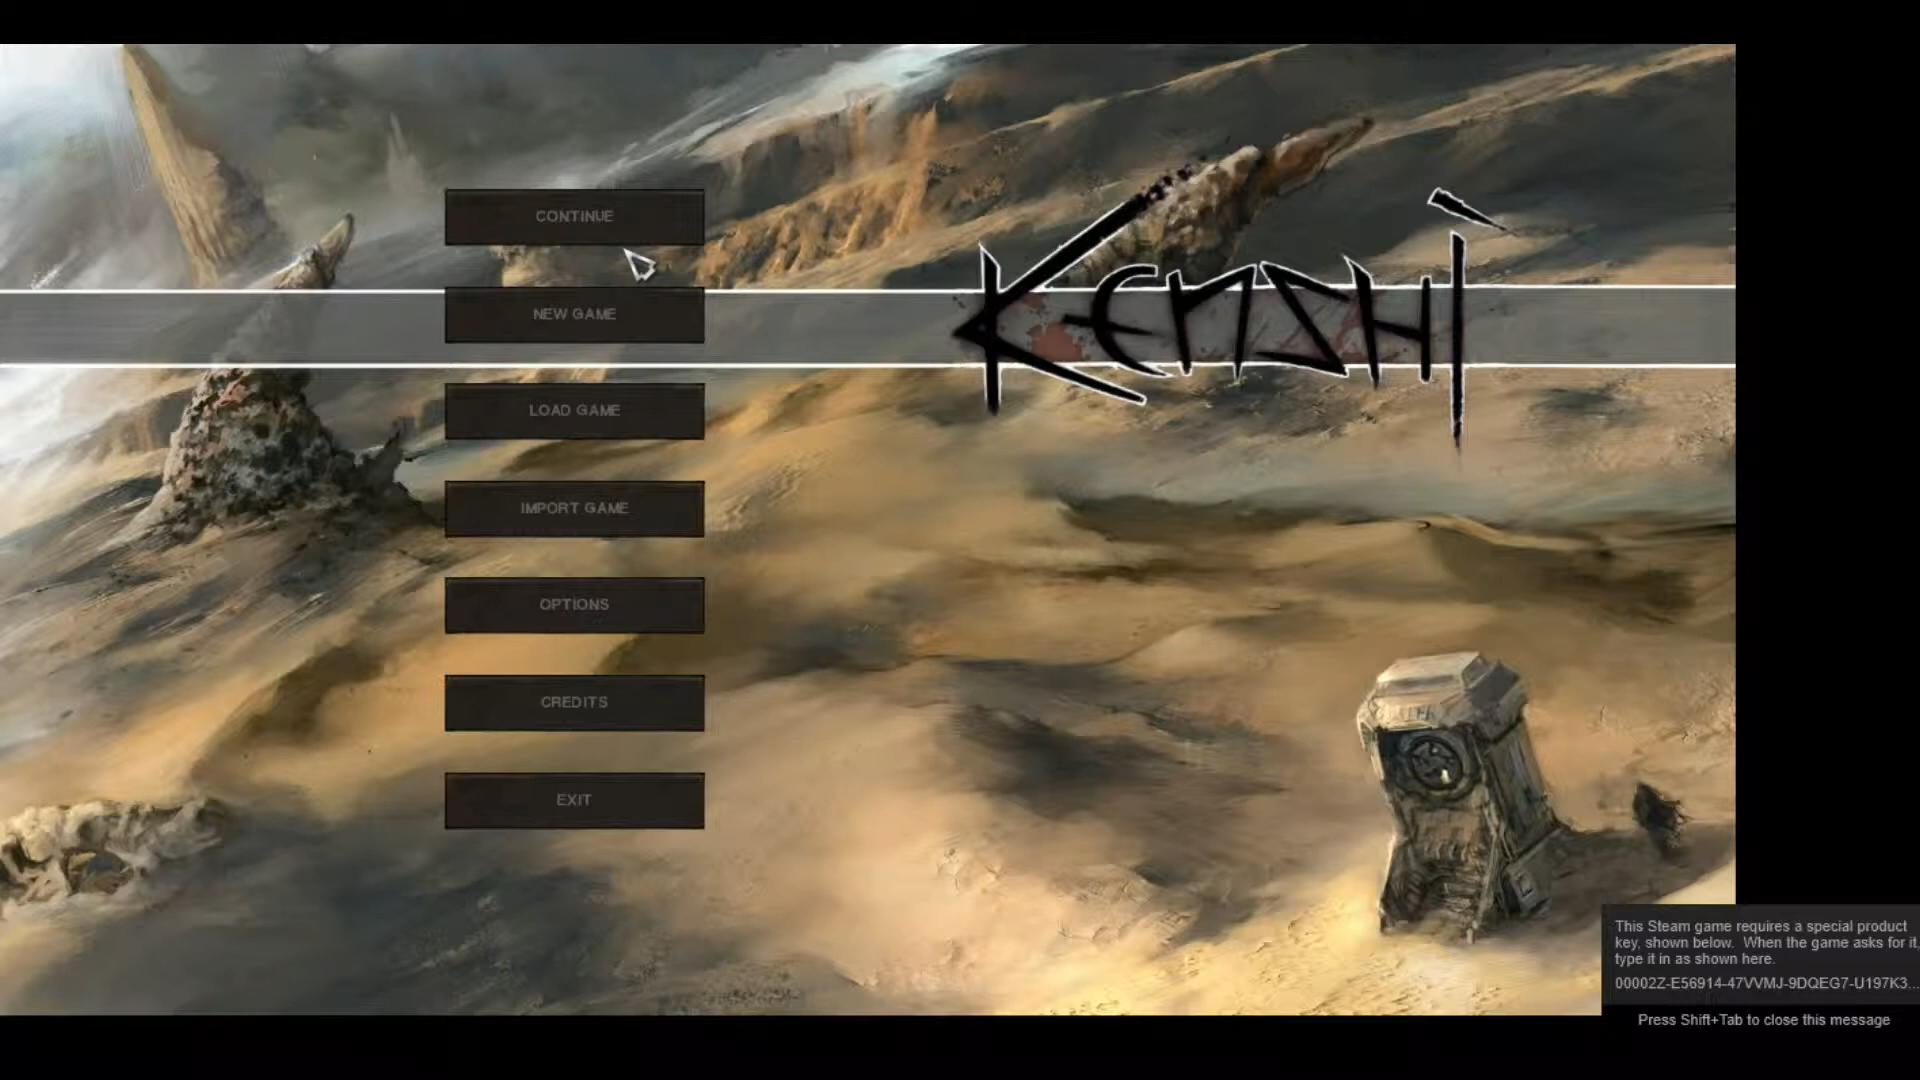 CONTINUE
NEW GAME
LOAD GAME
IMPORT GAME
OPTIONS
CREDITS
EXIT
KENSHI
This Steam game requires a special product
key, shown below. When the game asks for it,
type it in as shown here.
00002Z-E56914-47VVMJ-9DQEG7-U197K3...
Press Shift+Tab to close this message